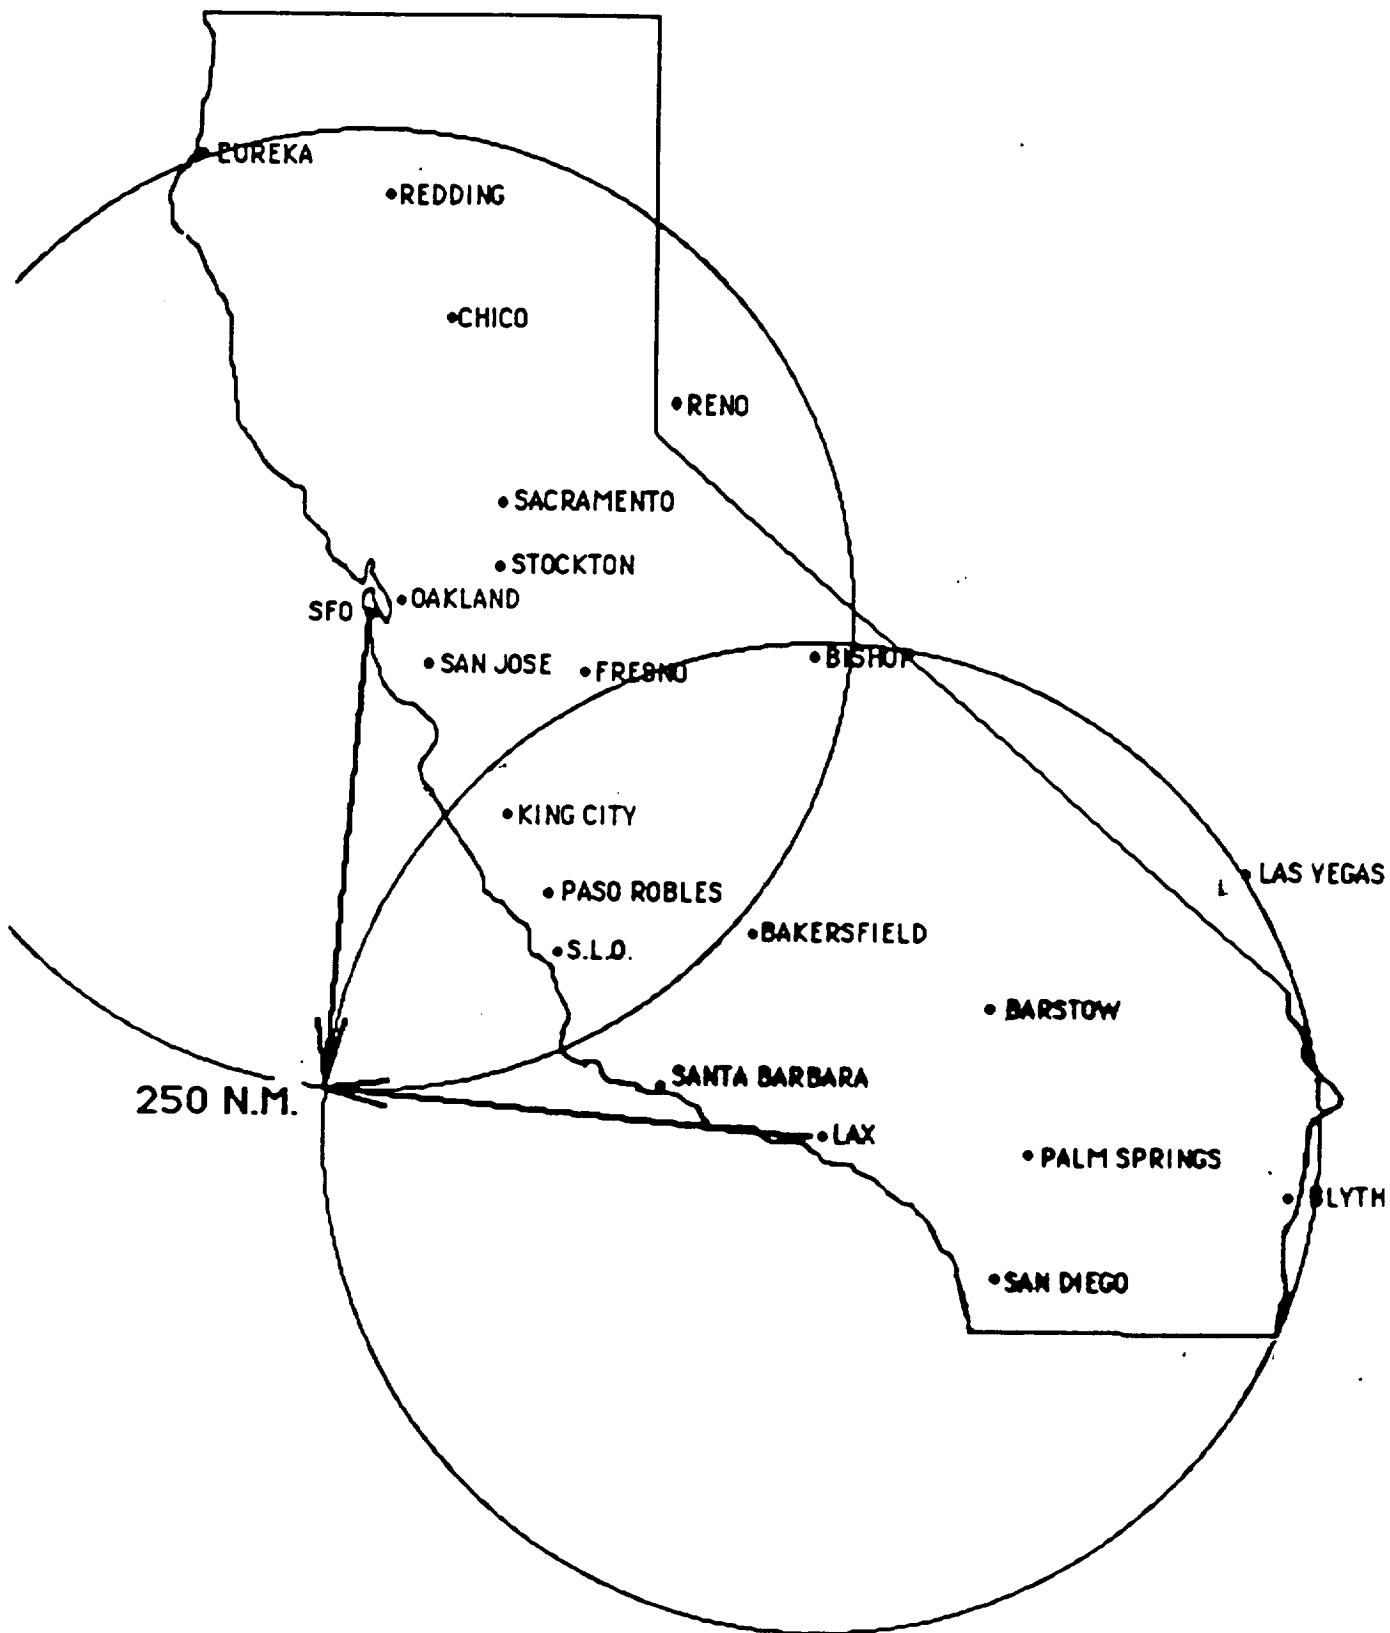 EUREKA
REDDING
CHICO
RENO
SACRAMENTO
STOCKTON
SFO
OAKLAND
SAN JOSE
FRESNO
BISHOP
KING CITY
LAS VEGAS
L
PASO ROBLES
BAKERSFIELD
S.L.O.
BARSTOW
SANTA BARBARA
250 N.M.
LAX
PALM SPRINGS
BLYTH
SAN DIEGO